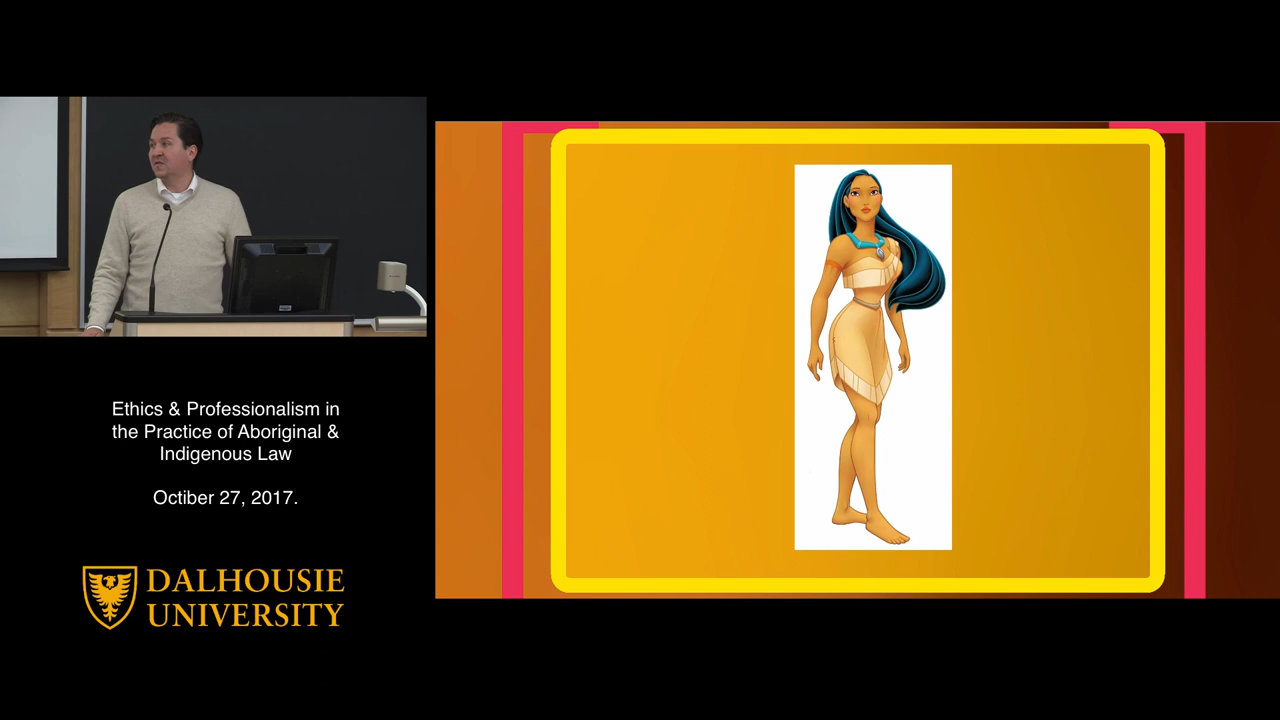 Ethics & Professionalism in
the Practice of Aboriginal &
Indigenous Law
Octiber 27, 2017.
DALHOUSIE
UNIVERSITY